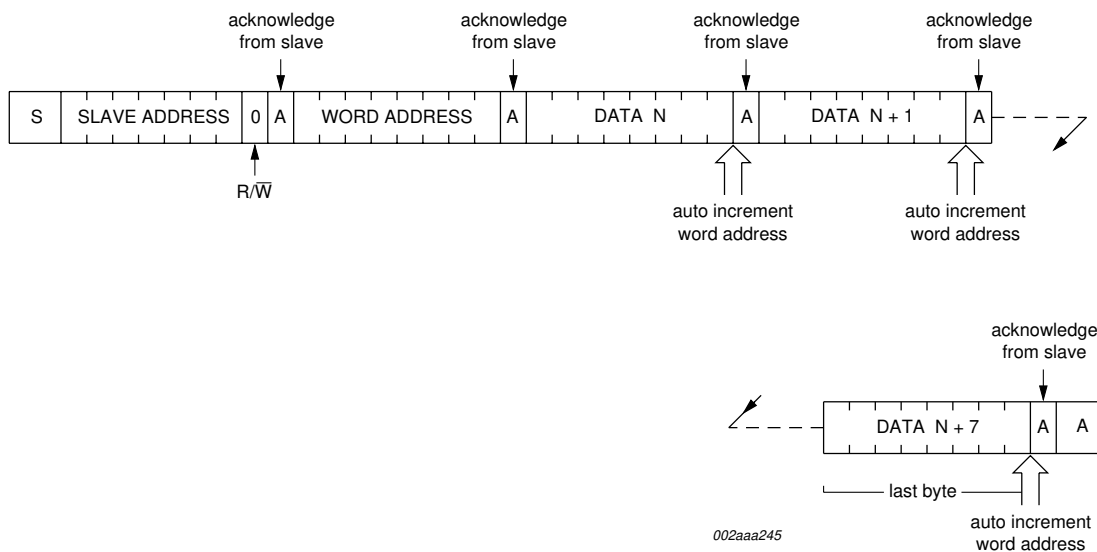 acknowledge acknowledge acknowledge acknowledge
from slave from slave from slave from slave
S SLAVE ADDRESS 0 A WORD ADDRESS A DATA N A DATA N + 1 A
R/W̅
auto increment auto increment
word address word address
acknowledge
from slave
DATA N + 7 A A
last byte
auto increment
word address
002aaa245